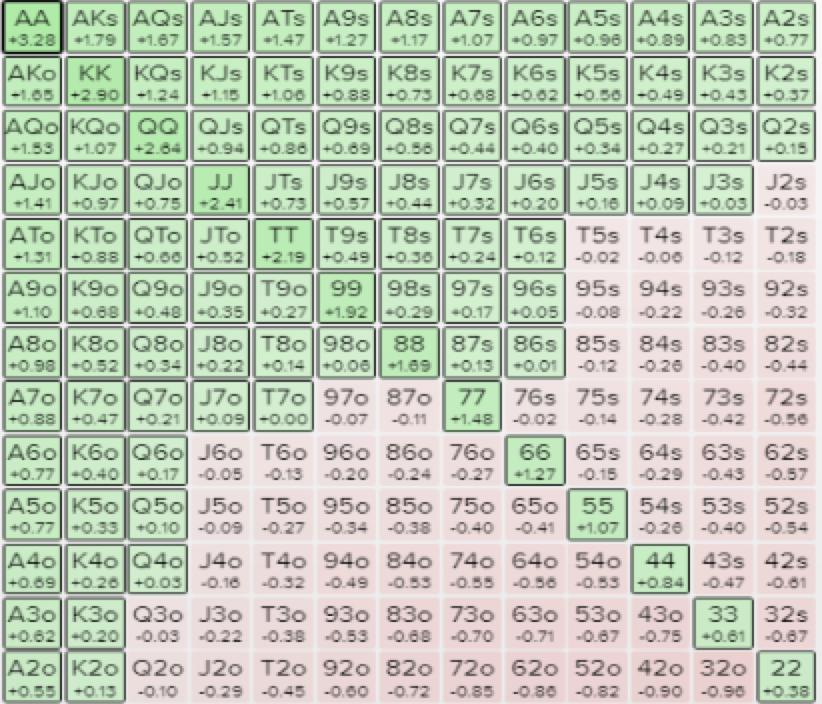 AA AKs AQs AJs ATs A9s A8s A7s A6s A5s A4s A3s A2s
+3.28 +1.79 +1.67 +1.57 +1.47 +1.27 +1.17 +1.07 +0.97 +0.96 +0.89 +0.83 +0.77
AKo KK KQs KJs KTs K9s K8s K7s K6s K5s K4s K3s K2s
+1.65 +2.90 +1.24 +1.15 +1.06 +0.88 +0.73 +0.68 +0.62 +0.56 +0.49 +0.43 +0.37
AQo KQo QQ QJs QTs Q9s Q8s Q7s Q6s Q5s Q4s Q3s Q2s
+1.53 +1.07 +2.64 +0.94 +0.86 +0.69 +0.56 +0.44 +0.40 +0.34 +0.27 +0.21 +0.15
AJo KJo QJo JJ JTs J9s J8s J7s J6s J5s J4s J3s J2s
+1.41 +0.97 +0.75 +2.41 +0.73 +0.57 +0.44 +0.32 +0.20 +0.16 +0.09 +0.03 -0.03
ATo KTo QTo JTo TT T9s T8s T7s T6s T5s T4s T3s T2s
+1.31 +0.88 +0.66 +0.52 +2.19 +0.49 +0.36 +0.24 +0.12 -0.02 -0.06 -0.12 -0.18
A9o K9o Q9o J9o T9o 99 98s 97s 96s 95s 94s 93s 92s
+1.10 +0.68 +0.48 +0.35 +0.27 +1.92 +0.29 +0.17 +0.05 -0.08 -0.22 -0.26 -0.32
A8o K8o Q8o J8o T8o 98o 88 87s 86s 85s 84s 83s 82s
+0.98 +0.52 +0.34 +0.22 +0.14 +0.06 +1.69 +0.13 +0.01 -0.12 -0.26 -0.40 -0.44
A7o K7o Q7o J7o T7o 97o 87o 77 76s 75s 74s 73s 72s
+0.88 +0.47 +0.21 +0.09 +0.00 -0.07 -0.11 +1.48 -0.02 -0.14 -0.28 -0.42 -0.56
A6o K6o Q6o J6o T6o 96o 86o 76o 66 65s 64s 63s 62s
+0.77 +0.40 +0.17 -0.05 -0.13 -0.20 -0.24 -0.27 +1.27 -0.15 -0.29 -0.43 -0.57
A5o K5o Q5o J5o T5o 95o 85o 75o 65o 55 54s 53s 52s
+0.77 +0.33 +0.10 -0.09 -0.27 -0.34 -0.38 -0.40 -0.41 +1.07 -0.26 -0.40 -0.54
A4o K4o Q4o J4o T4o 94o 84o 74o 64o 54o 44 43s 42s
+0.69 +0.26 +0.03 -0.16 -0.32 -0.49 -0.53 -0.55 -0.56 -0.53 +0.84 -0.47 -0.61
A3o K3o Q3o J3o T3o 93o 83o 73o 63o 53o 43o 33 32s
+0.62 +0.20 -0.03 -0.22 -0.38 -0.53 -0.68 -0.70 -0.71 -0.67 -0.75 +0.61 -0.67
A2o K2o Q2o J2o T2o 92o 82o 72o 62o 52o 42o 32o 22
+0.55 +0.13 -0.10 -0.29 -0.45 -0.60 -0.72 -0.85 -0.86 -0.82 -0.90 -0.96 +0.38